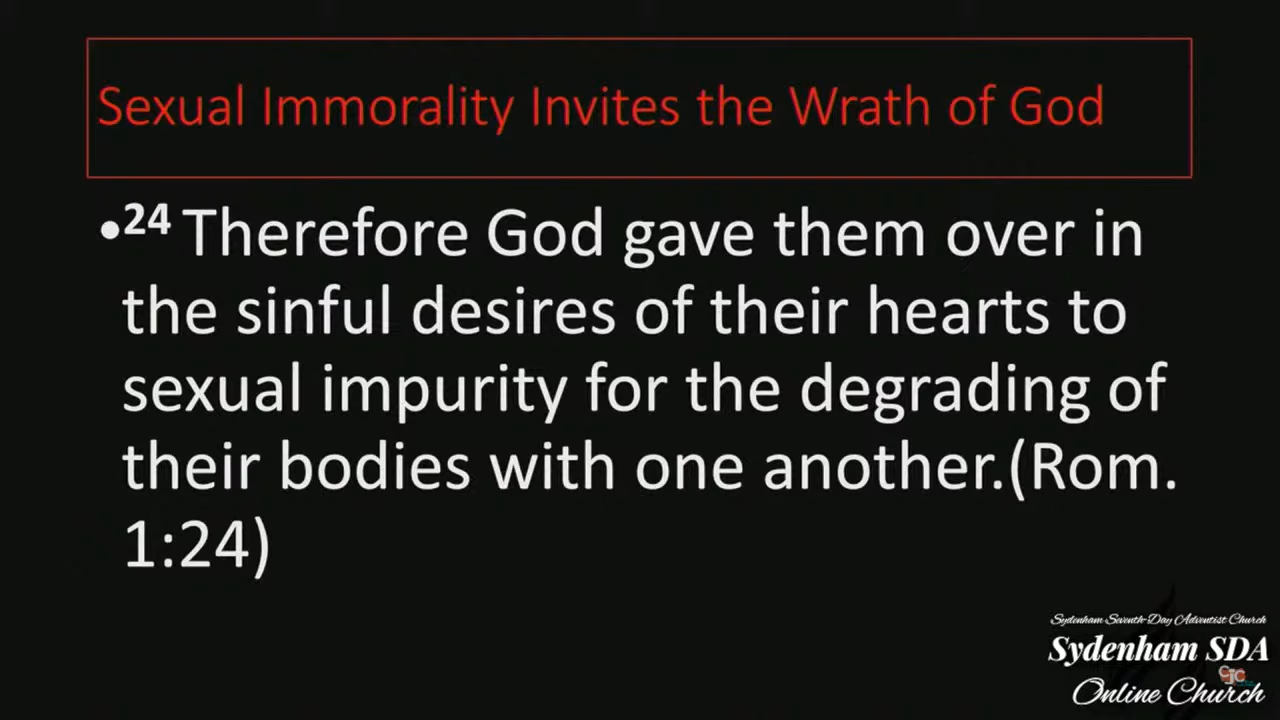 Sexual Immorality Invites the Wrath of God
•24 Therefore God gave them over in
the sinful desires of their hearts to
sexual impurity for the degrading of
their bodies with one another.(Rom.
1:24)
Sydenham Seventh-Day Adventist Church
Sydenham SDA
Online Church